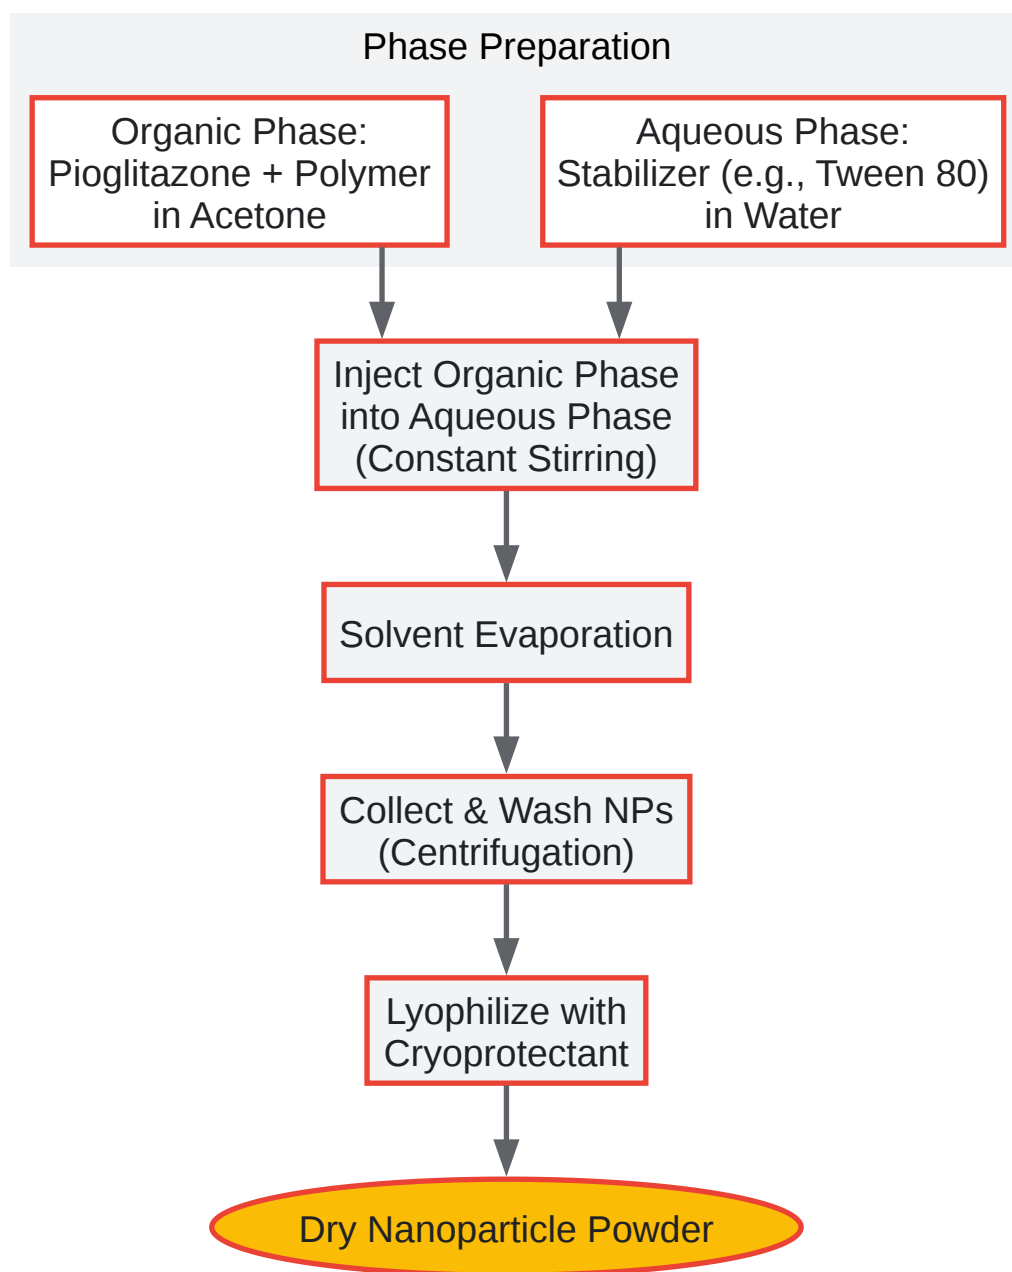 Phase Preparation
Organic Phase:
Pioglitazone + Polymer
in Acetone
Aqueous Phase:
Stabilizer (e.g., Tween 80)
in Water
Inject Organic Phase
into Aqueous Phase
(Constant Stirring)
Solvent Evaporation
Collect & Wash NPs
(Centrifugation)
Lyophilize with
Cryoprotectant
Dry Nanoparticle Powder